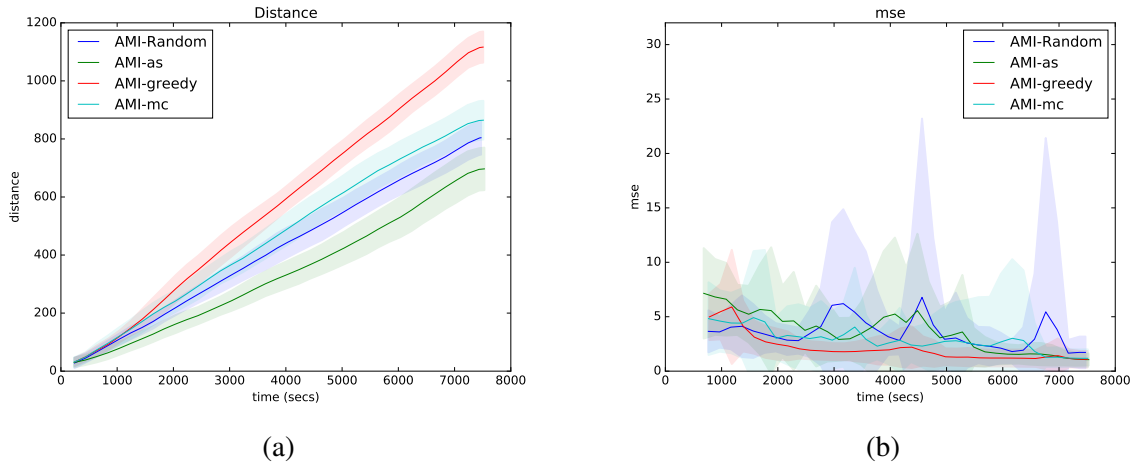 Distance
1200
1000
800
600
400
200
0
distance
AMI-Random
AMI-as
AMI-greedy
AMI-mc
0 1000 2000 3000 4000 5000 6000 7000 8000
time (secs)
(a)
mse
30
25
20
15
10
5
0
mse
AMI-Random
AMI-as
AMI-greedy
AMI-mc
0 1000 2000 3000 4000 5000 6000 7000 8000
time (secs)
(b)